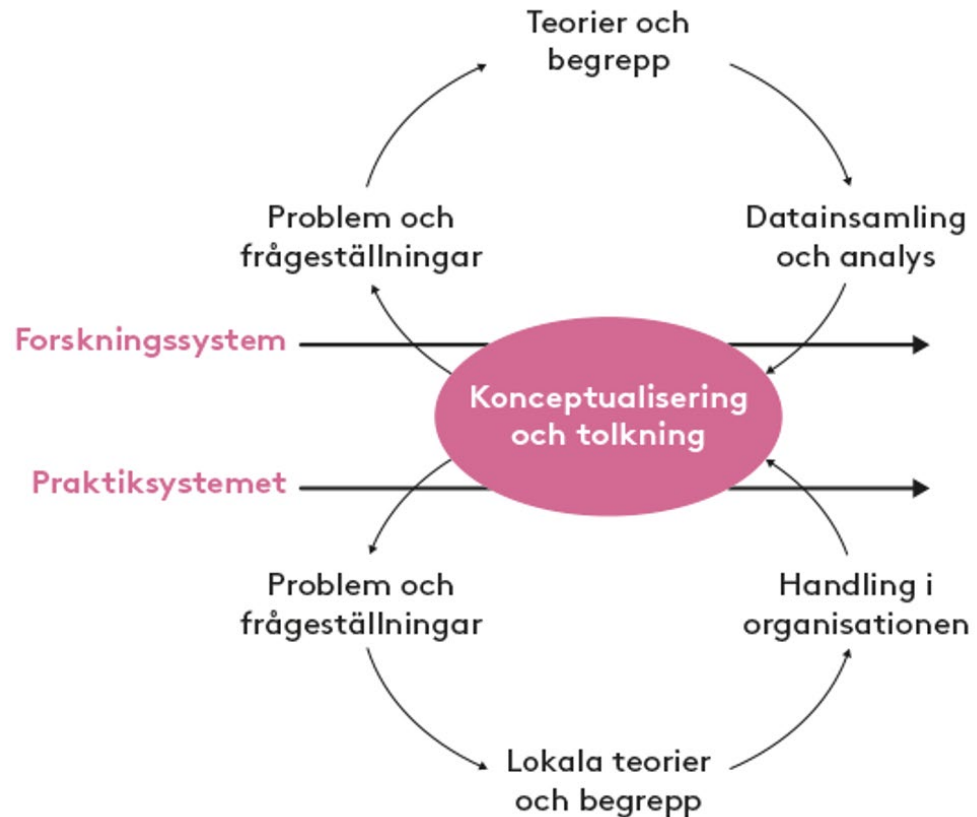 Teorier och
begrepp
Problem och
frågeställningar
Datainsamling
och analys
Forskningssystem
Konceptualisering
och tolkning
Praktiksystemet
Problem och
frågeställningar
Handling i
organisationen
Lokala teorier
och begrepp